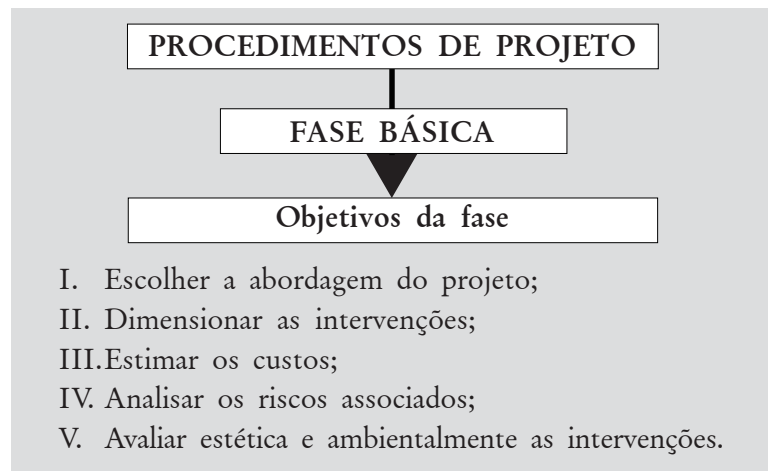 PROCEDIMENTOS DE PROJETO
FASE BÁSICA
Objetivos da fase
I. Escolher a abordagem do projeto;
II. Dimensionar as intervenções;
III.Estimar os custos;
IV. Analisar os riscos associados;
V. Avaliar estética e ambientalmente as intervenções.